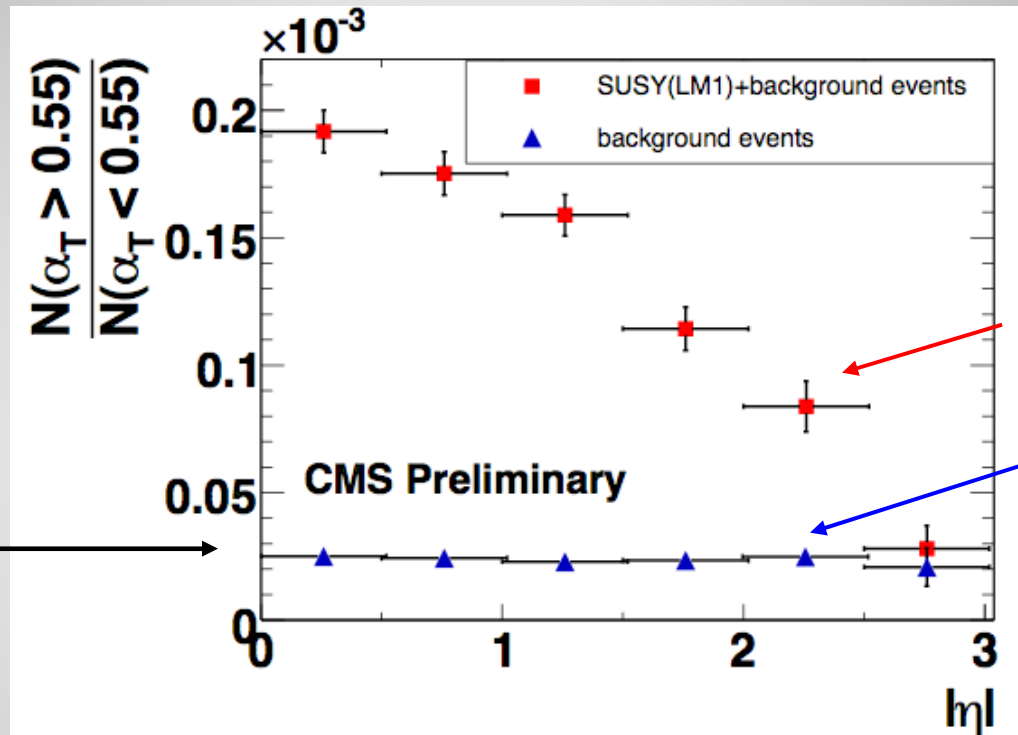 ×10⁻³
N(α_T > 0.55)
N(α_T < 0.55)
SUSY(LM1)+background events
background events
0.2
0.15
0.1
0.05
0
CMS Preliminary
0 1 2 3
|η|